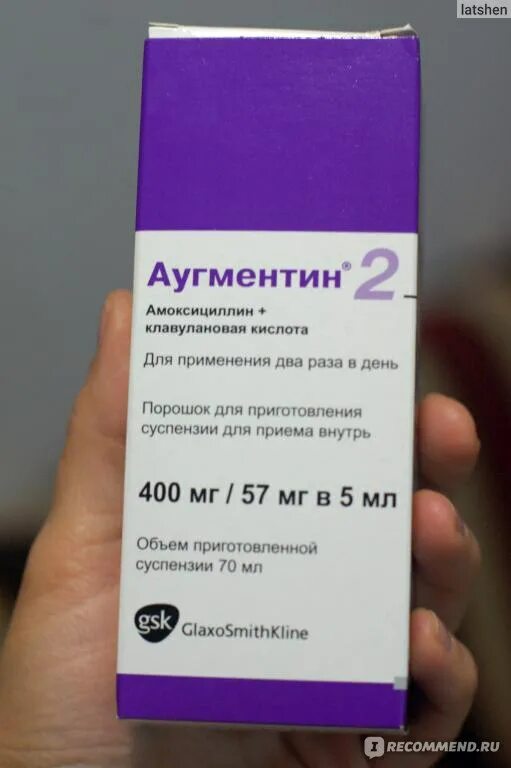 latshen
Аугментин® 2
Амоксициллин +
клавулановая кислота
Для применения два раза в день
Порошок для приготовления
суспензии для приема внутрь
400 мг / 57 мг в 5 мл
Объем приготовленной
суспензии 70 мл
gsk GlaxoSmithKline
IRECOMMEND.RU